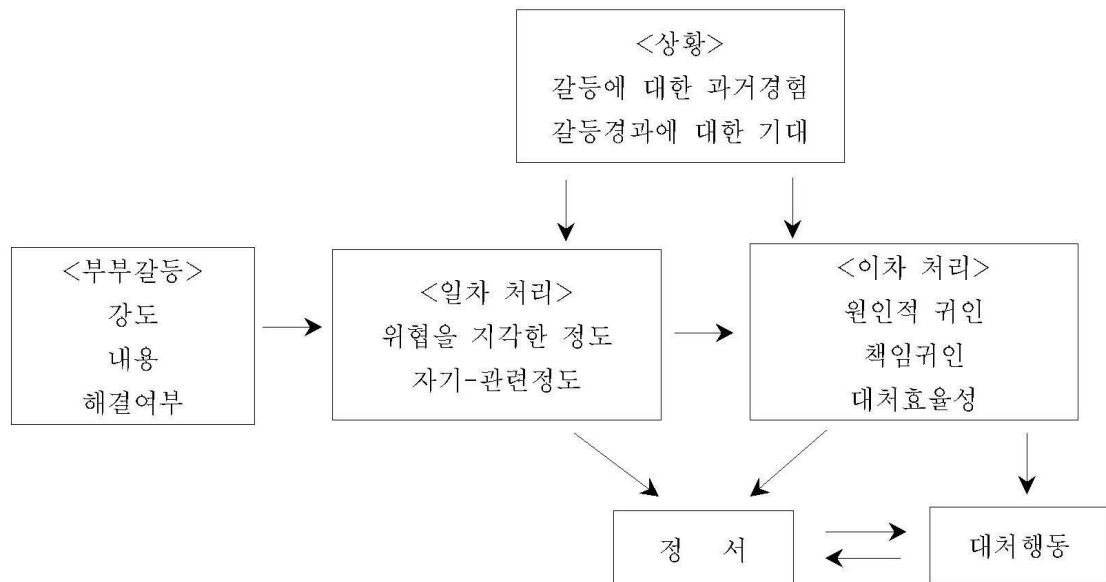 <상황>
갈등에 대한 과거경험
갈등경과에 대한 기대
<부부갈등>
강도
내용
해결여부
<일차 처리>
위협을 지각한 정도
자기-관련정도
<이차 처리>
원인적 귀인
책임귀인
대처효율성
정 서
대처행동